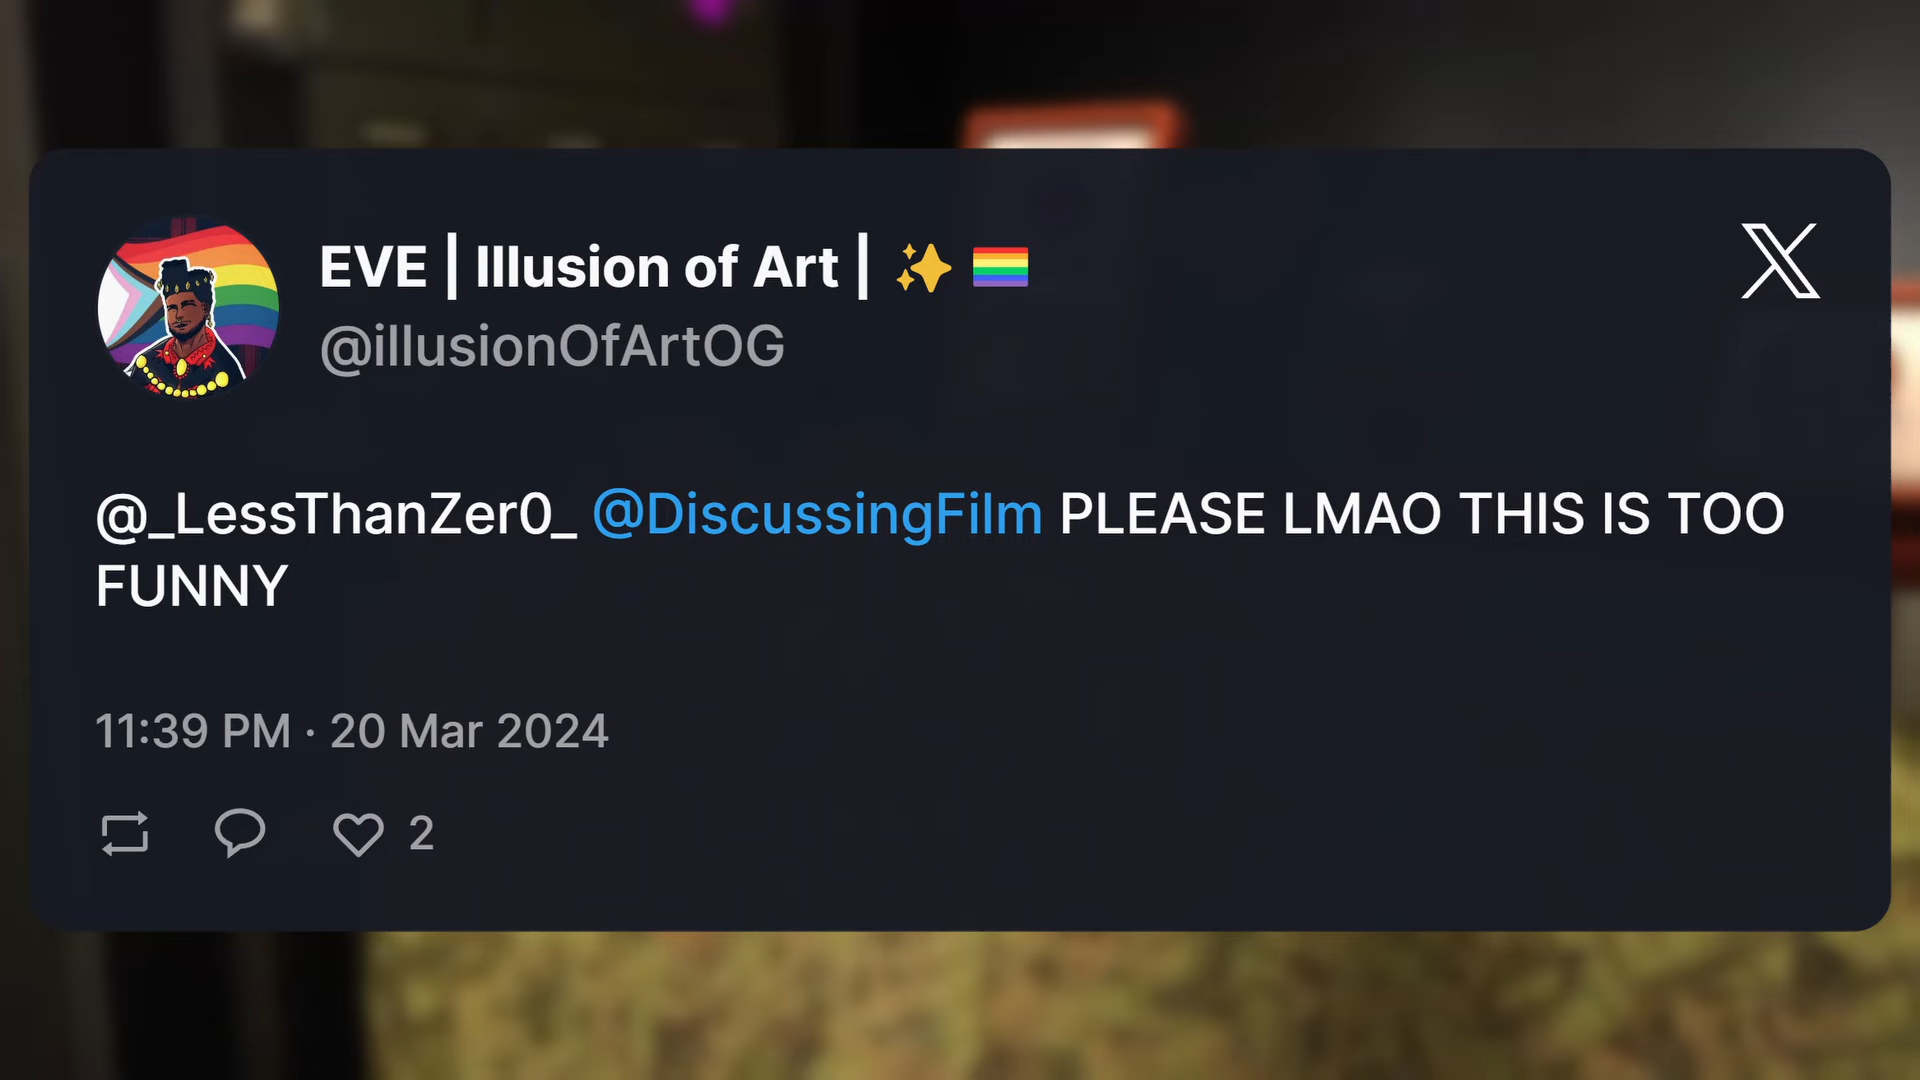 EVE | Illusion of Art | ✨ 🏳️‍🌈
@illusionOfArtOG
@_LessThanZer0_ @DiscussingFilm PLEASE LMAO THIS IS TOO
FUNNY
11:39 PM · 20 Mar 2024
2